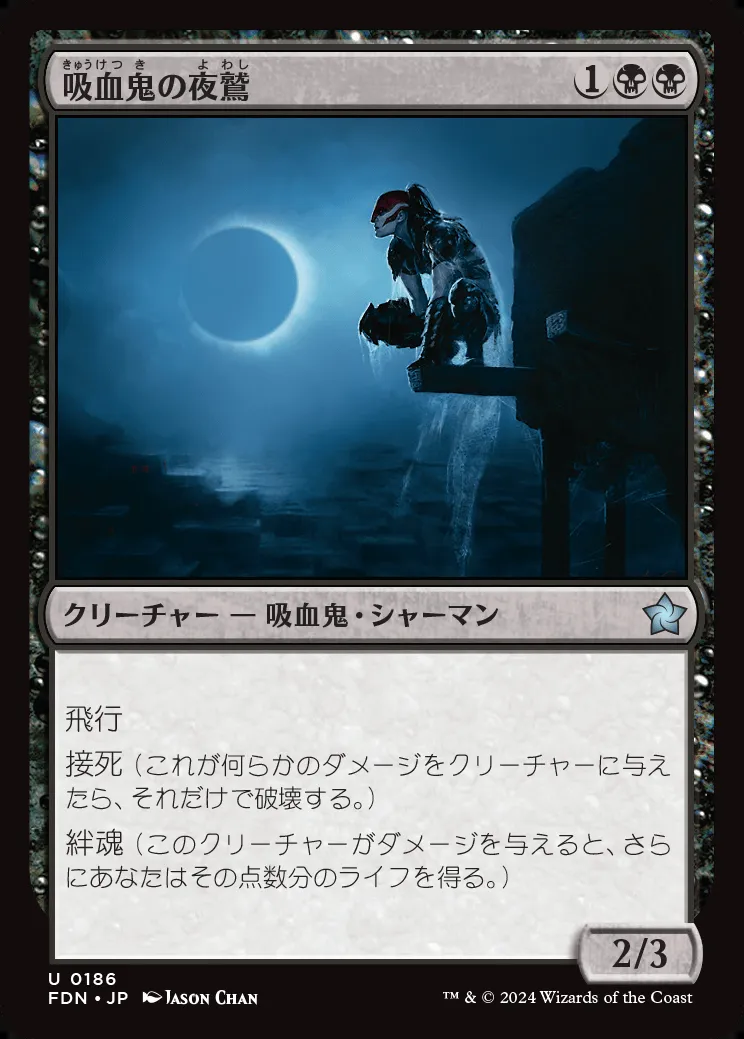 きゅうけつき よわし
吸血鬼の夜鷲
1
クリーチャー — 吸血鬼・シャーマン
飛行
接死（これが何らかのダメージをクリーチャーに与え
たら、それだけで破壊する。）
絆魂（このクリーチャーがダメージを与えると、さら
にあなたはその点数分のライフを得る。）
2/3
U 0186
FDN • JP Jason Chan
™ & © 2024 Wizards of the Coast